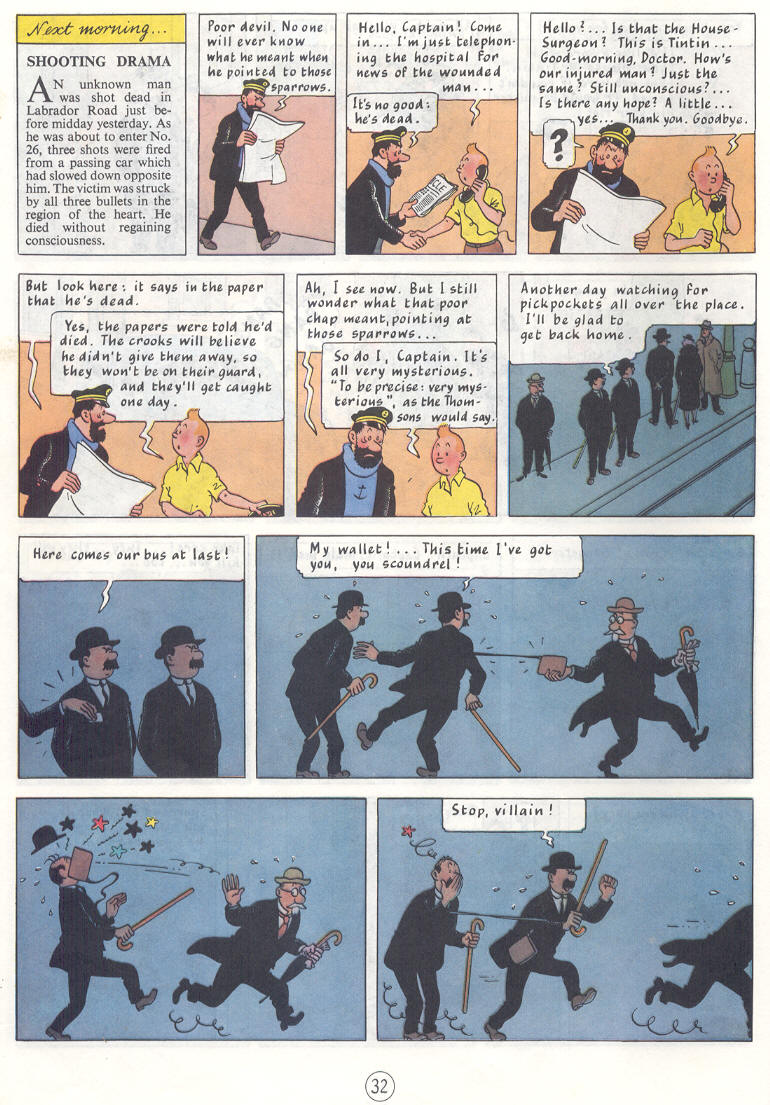 Next morning...
SHOOTING DRAMA
AN unknown man
was shot dead in
Labrador Road just be-
fore midday yesterday. As
he was about to enter No.
26, three shots were fired
from a passing car which
had slowed down opposite
him. The victim was struck
by all three bullets in the
region of the heart. He
died without regaining
consciousness.
Poor devil. No one
will ever know
what he meant when
he pointed to those
sparrows.
Hello, Captain! Come
in... I'm just telephon-
ing the hospital for
news of the wounded
man...
It's no good:
he's dead.
Hello?... Is that the House-
Surgeon? This is Tintin...
Good-morning, Doctor. How's
our injured man? Just the
same? Still unconscious?...
Is there any hope? A little...
yes... Thank you. Goodbye.
?
But look here: it says in the paper
that he's dead.
Yes, the papers were told he'd
died. The crooks will believe
he didn't give them away, so
they won't be on their guard,
and they'll get caught
one day.
Ah, I see now. But I still
wonder what that poor
chap meant, pointing at
those sparrows...
So do I, Captain. It's
all very mysterious.
"To be precise: very mys-
terious", as the Thom-
sons would say.
Another day watching for
pickpockets all over the place.
I'll be glad to
get back home.
Here comes our bus at last!
My wallet!... This time I've got
you, you scoundrel!
Stop, villain!
32